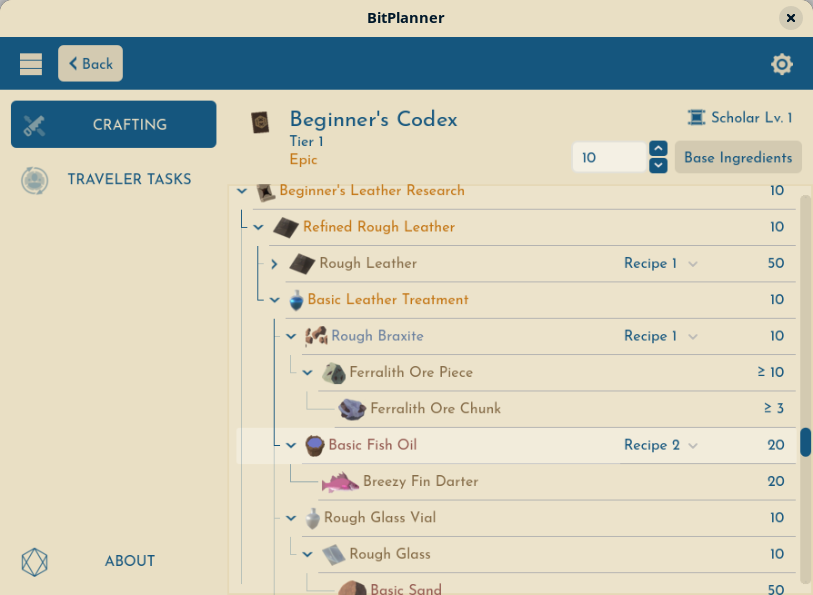 BitPlanner
Back
CRAFTING
TRAVELER TASKS
ABOUT
Beginner's Codex
Tier 1
Epic
Scholar Lv. 1
10
Base Ingredients
Beginner's Leather Research 10
Refined Rough Leather 10
Rough Leather Recipe 1 50
Basic Leather Treatment 10
Rough Braxite Recipe 1 10
Ferralith Ore Piece ≥ 10
Ferralith Ore Chunk ≥ 3
Basic Fish Oil Recipe 2 20
Breezy Fin Darter 20
Rough Glass Vial 10
Rough Glass 10
Basic Sand 50